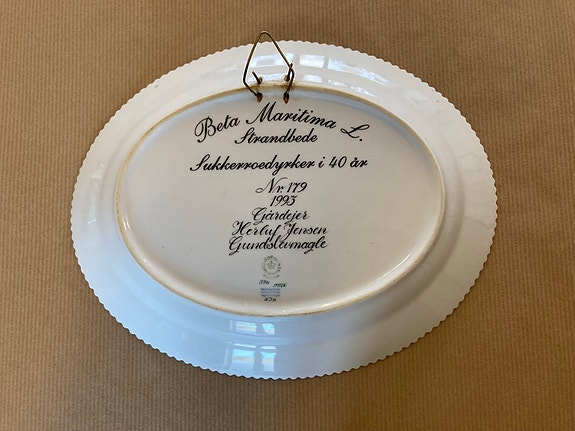 Beta Maritima L.
Strandbede
Sukkerroedyrker i 40 år
Nr. 179
1993
Gårdejer
Herluf Jensen
Gundslevmagle